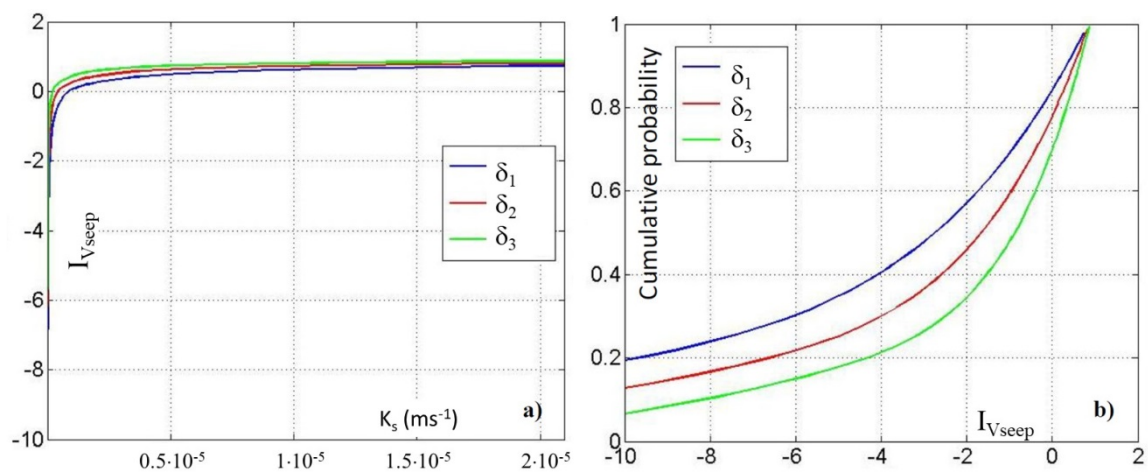 2
0
-2
-4
-6
-8
-10
I_Vseep
δ₁
δ₂
δ₃
K_s (ms⁻¹)
a)
0.5·10⁻⁵
1·10⁻⁵
1.5·10⁻⁵
2·10⁻⁵
1
0.8
0.6
0.4
0.2
0
Cumulative probability
δ₁
δ₂
δ₃
I_Vseep
b)
-10
-8
-6
-4
-2
0
2